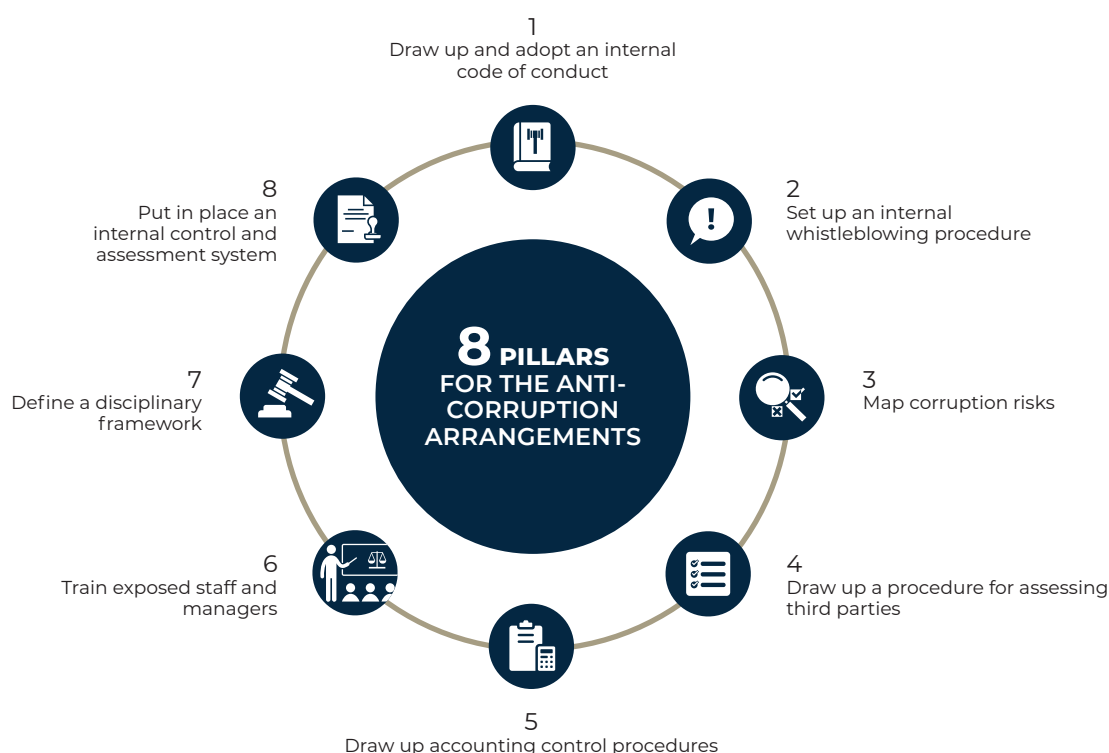 1
Draw up and adopt an internal
code of conduct
2
Set up an internal
whistleblowing procedure
3
Map corruption risks
4
Draw up a procedure for assessing
third parties
5
Draw up accounting control procedures
6
Train exposed staff and
managers
7
Define a disciplinary
framework
8
Put in place an
internal control and
assessment system
8 PILLARS
FOR THE ANTI-
CORRUPTION
ARRANGEMENTS